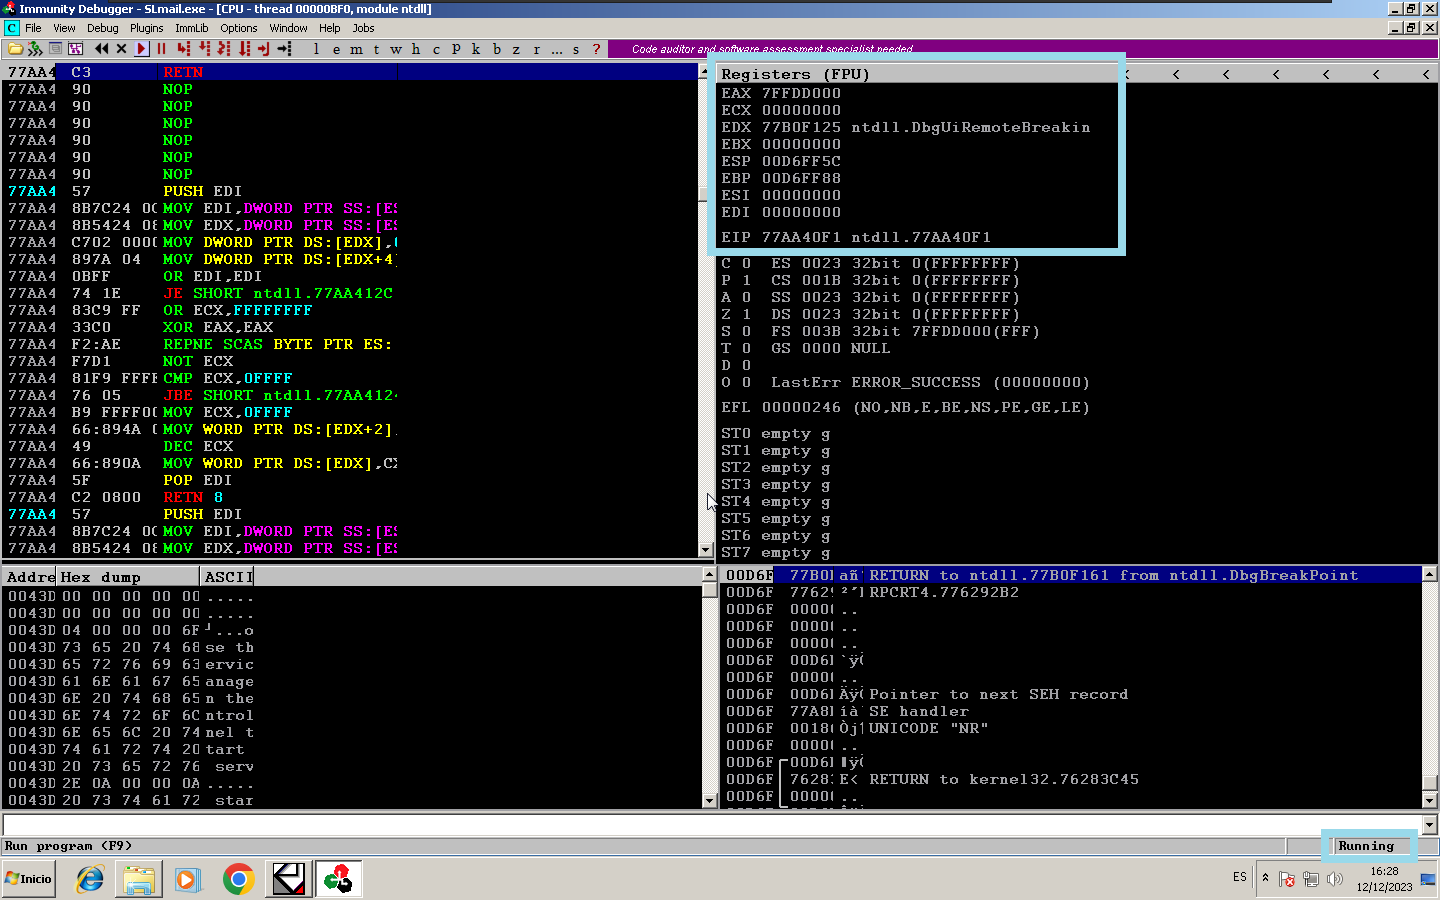 Immunity Debugger - SLmail.exe - [CPU - thread 00000BF0, module ntdll]
C File View Debug Plugins ImmLib Options Window Help Jobs
l e m t w h c p k b z r ... s ?
Code auditor and software assessment specialist needed
77AA4 C3 RETN
77AA4 90 NOP
77AA4 90 NOP
77AA4 90 NOP
77AA4 90 NOP
77AA4 90 NOP
77AA4 90 NOP
77AA4 57 PUSH EDI
77AA4 8B7C24 0C MOV EDI,DWORD PTR SS:[ES
77AA4 8B5424 08 MOV EDX,DWORD PTR SS:[ES
77AA4 C702 0000 MOV DWORD PTR DS:[EDX],0
77AA4 897A 04 MOV DWORD PTR DS:[EDX+4]
77AA4 0BFF OR EDI,EDI
77AA4 74 1E JE SHORT ntdll.77AA412C
77AA4 83C9 FF OR ECX,FFFFFFFF
77AA4 33C0 XOR EAX,EAX
77AA4 F2:AE REPNE SCAS BYTE PTR ES:
77AA4 F7D1 NOT ECX
77AA4 81F9 FFFF CMP ECX,0FFFF
77AA4 76 05 JBE SHORT ntdll.77AA4124
77AA4 B9 FFFF00 MOV ECX,0FFFF
77AA4 66:894A 0 MOV WORD PTR DS:[EDX+2],
77AA4 49 DEC ECX
77AA4 66:890A MOV WORD PTR DS:[EDX],CX
77AA4 5F POP EDI
77AA4 C2 0800 RETN 8
77AA4 57 PUSH EDI
77AA4 8B7C24 0C MOV EDI,DWORD PTR SS:[ES
77AA4 8B5424 08 MOV EDX,DWORD PTR SS:[ES
Registers (FPU) < < < < < < <
EAX 7FFDD000
ECX 00000000
EDX 77B0F125 ntdll.DbgUiRemoteBreakin
EBX 00000000
ESP 00D6FF5C
EBP 00D6FF88
ESI 00000000
EDI 00000000
EIP 77AA40F1 ntdll.77AA40F1
C 0 ES 0023 32bit 0(FFFFFFFF)
P 1 CS 001B 32bit 0(FFFFFFFF)
A 0 SS 0023 32bit 0(FFFFFFFF)
Z 1 DS 0023 32bit 0(FFFFFFFF)
S 0 FS 003B 32bit 7FFDD000(FFF)
T 0 GS 0000 NULL
D 0
O 0 LastErr ERROR_SUCCESS (00000000)
EFL 00000246 (NO,NB,E,BE,NS,PE,GE,LE)
ST0 empty g
ST1 empty g
ST2 empty g
ST3 empty g
ST4 empty g
ST5 empty g
ST6 empty g
ST7 empty g
Addre Hex dump ASCII
0043D 00 00 00 00 00 .....
0043D 00 00 00 00 00 .....
0043D 04 00 00 00 6F ┘...o
0043D 73 65 20 74 68 se th
0043D 65 72 76 69 63 ervic
0043D 61 6E 61 67 65 anage
0043D 6E 20 74 68 65 n the
0043D 6E 74 72 6F 6C ntrol
0043D 6E 65 6C 20 74 nel t
0043D 74 61 72 74 20 tart
0043D 20 73 65 72 76 serv
0043D 2E 0A 00 00 0A .....
0043D 20 73 74 61 72 star
00D6F 77B0 añ RETURN to ntdll.77B0F161 from ntdll.DbgBreakPoint
00D6F 7762 RPCRT4.776292B2
00D6F 0000 ..
00D6F 0000 ..
00D6F 0000 ..
00D6F 00D6 `ÿ
00D6F 0000 ..
00D6F 00D6 Äÿ Pointer to next SEH record
00D6F 77A8 íà SE handler
00D6F 0018 Òj UNICODE "NR"
00D6F 0000 ..
00D6F 00D6
00D6F 7628 E< RETURN to kernel32.76283C45
00D6F 0000 ..
Run program (F9)
Running
Inicio
ES
16:28
12/12/2023